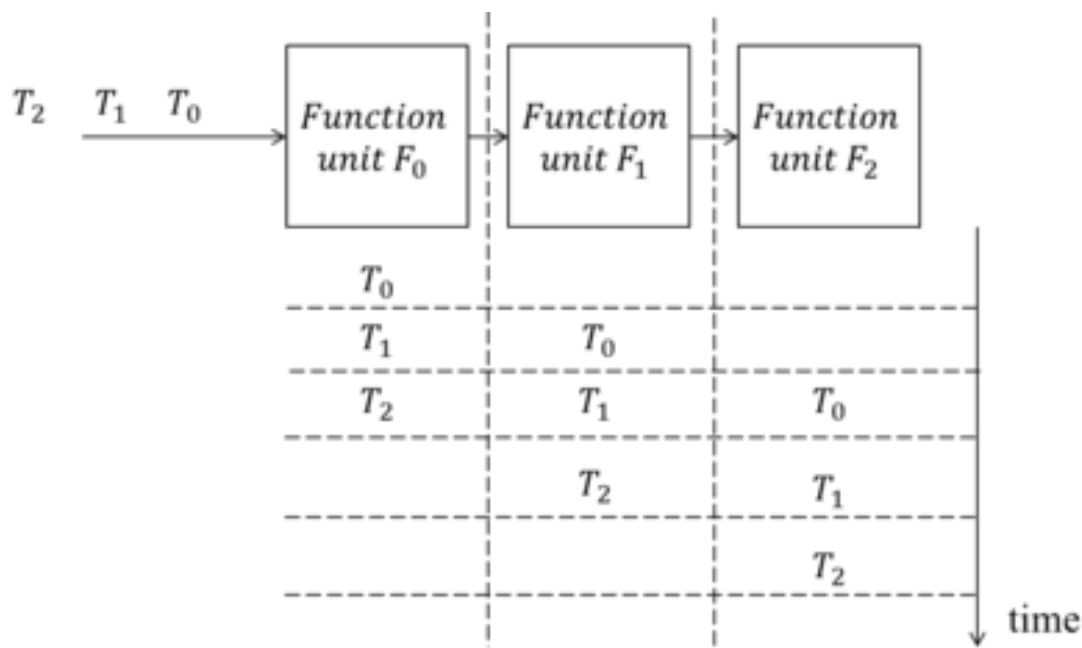 T₂ T₁ T₀
Function
unit F₀
Function
unit F₁
Function
unit F₂
T₀
T₁ T₀
T₂ T₁ T₀
T₂ T₁
T₂
time